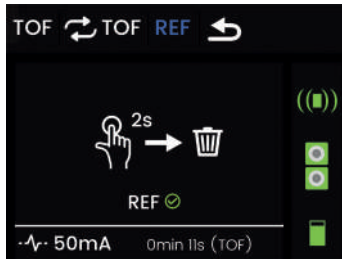 TOF TOF REF
2s
REF
50mA 0min 11s (TOF)